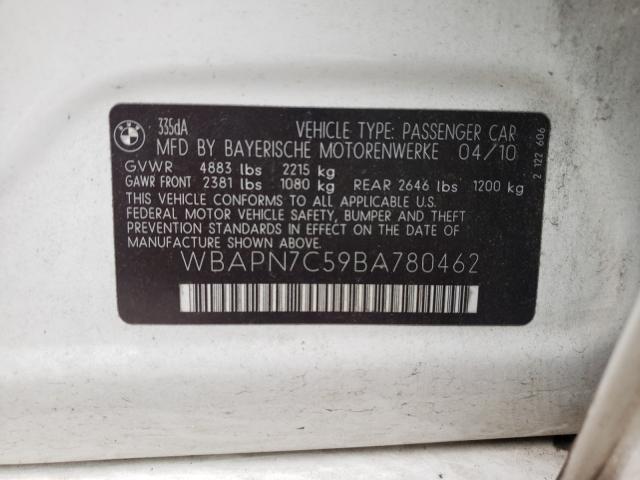 BMW
335dA
VEHICLE TYPE: PASSENGER CAR
MFD BY BAYERISCHE MOTORENWERKE 04/10
GVWR 4883 lbs 2215 kg
GAWR FRONT 2381 lbs 1080 kg REAR 2646 lbs 1200 kg
THIS VEHICLE CONFORMS TO ALL APPLICABLE U.S.
FEDERAL MOTOR VEHICLE SAFETY, BUMPER AND THEFT
PREVENTION STANDARDS IN EFFECT ON THE DATE OF
MANUFACTURE SHOWN ABOVE.
WBAPN7C59BA780462
2 122 606